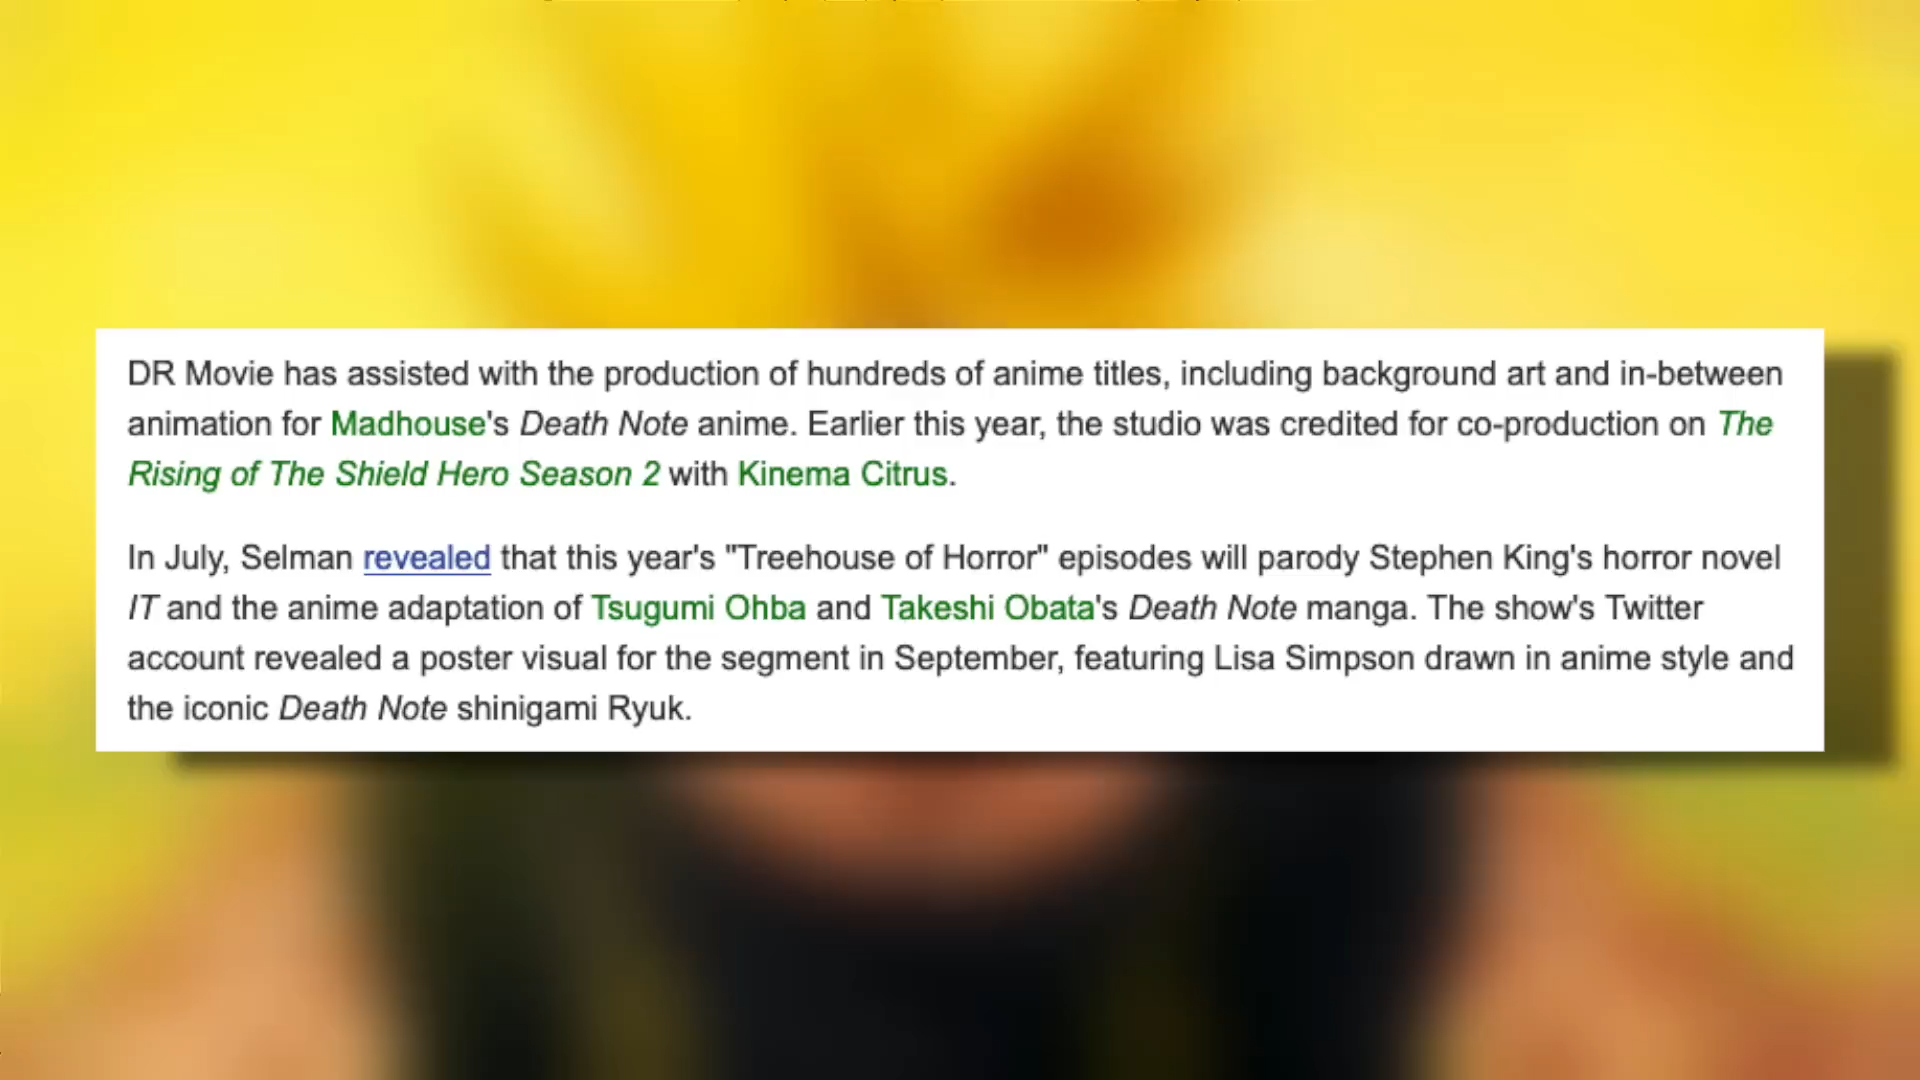 DR Movie has assisted with the production of hundreds of anime titles, including background art and in-between
animation for Madhouse's Death Note anime. Earlier this year, the studio was credited for co-production on The
Rising of The Shield Hero Season 2 with Kinema Citrus.
In July, Selman revealed that this year's "Treehouse of Horror" episodes will parody Stephen King's horror novel
IT and the anime adaptation of Tsugumi Ohba and Takeshi Obata's Death Note manga. The show's Twitter
account revealed a poster visual for the segment in September, featuring Lisa Simpson drawn in anime style and
the iconic Death Note shinigami Ryuk.